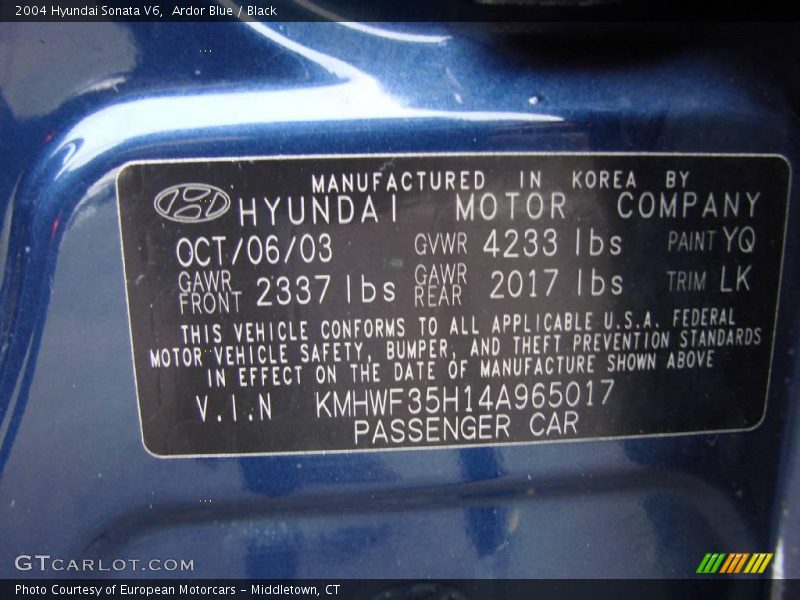 2004 Hyundai Sonata V6,  Ardor Blue / Black
MANUFACTURED IN KOREA BY
HYUNDAI MOTOR COMPANY
OCT/06/03 GVWR 4233 lbs PAINT YQ
GAWR FRONT 2337 lbs GAWR REAR 2017 lbs TRIM LK
THIS VEHICLE CONFORMS TO ALL APPLICABLE U.S.A. FEDERAL
MOTOR VEHICLE SAFETY, BUMPER, AND THEFT PREVENTION STANDARDS
IN EFFECT ON THE DATE OF MANUFACTURE SHOWN ABOVE
V.I.N KMHWF35H14A965017
PASSENGER CAR
GTCARLOT.COM
Photo Courtesy of European Motorcars - Middletown, CT